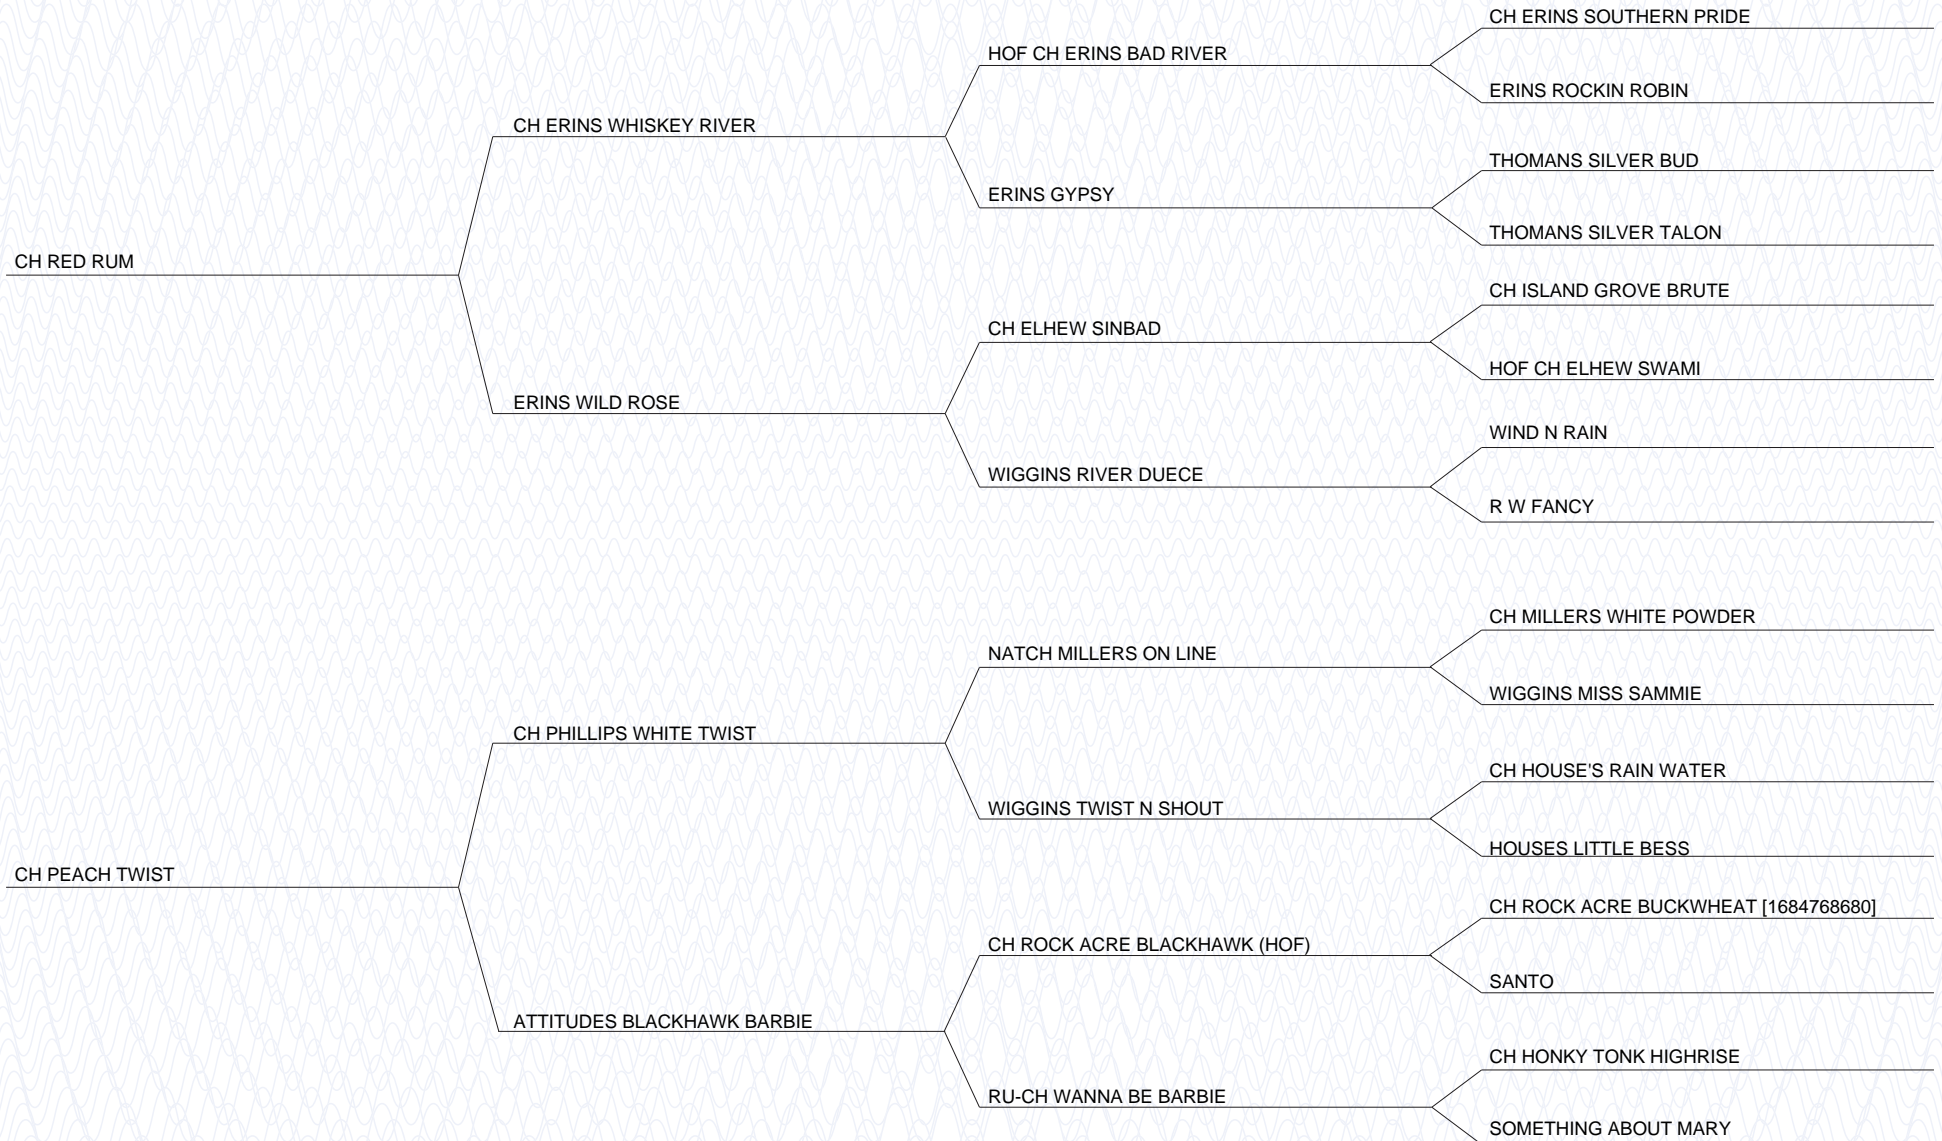 CH ERINS SOUTHERN PRIDE
HOF CH ERINS BAD RIVER
ERINS ROCKIN ROBIN
CH ERINS WHISKEY RIVER
THOMANS SILVER BUD
ERINS GYPSY
THOMANS SILVER TALON
CH RED RUM
CH ISLAND GROVE BRUTE
CH ELHEW SINBAD
HOF CH ELHEW SWAMI
ERINS WILD ROSE
WIND N RAIN
WIGGINS RIVER DUECE
R W FANCY
CH MILLERS WHITE POWDER
NATCH MILLERS ON LINE
WIGGINS MISS SAMMIE
CH PHILLIPS WHITE TWIST
CH HOUSE'S RAIN WATER
WIGGINS TWIST N SHOUT
HOUSES LITTLE BESS
CH PEACH TWIST
CH ROCK ACRE BUCKWHEAT [1684768680]
CH ROCK ACRE BLACKHAWK (HOF)
SANTO
ATTITUDES BLACKHAWK BARBIE
CH HONKY TONK HIGHRISE
RU-CH WANNA BE BARBIE
SOMETHING ABOUT MARY